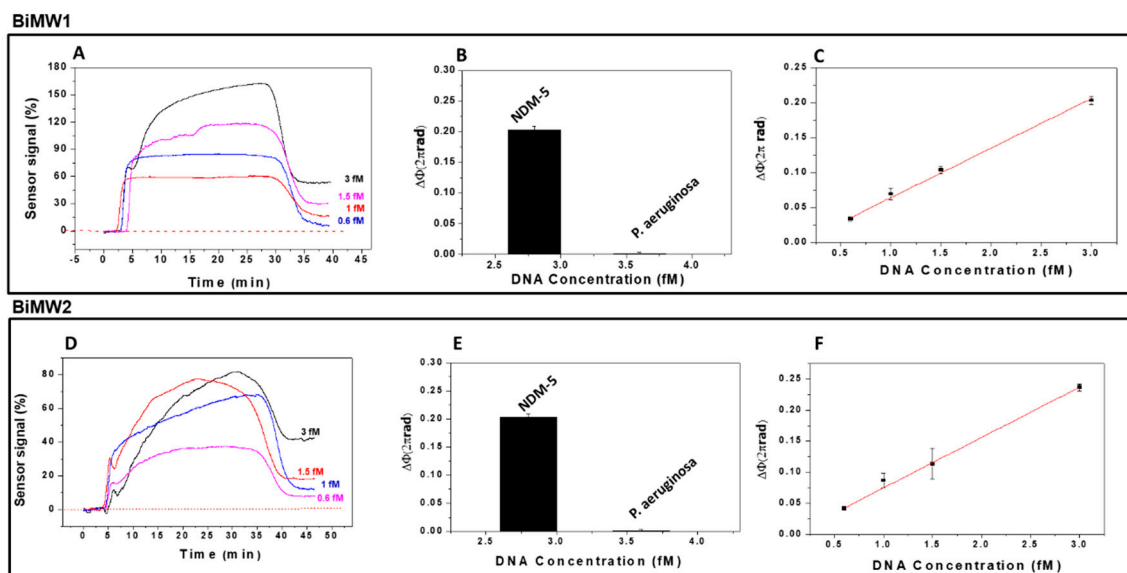 BiMW1
A
Sensor signal (%)
180
150
120
90
60
30
0
3 fM
1.5 fM
1 fM
0.6 fM
-5 0 5 10 15 20 25 30 35 40 45
Time (min)
B
ΔΦ(2πrad)
0.30
0.25
0.20
0.15
0.10
0.05
0.00
NDM-5
P. aeruginosa
2.5 3.0 3.5 4.0
DNA Concentration (fM)
C
ΔΦ(2π rad)
0.25
0.20
0.15
0.10
0.05
0.00
0.5 1.0 1.5 2.0 2.5 3.0
DNA Concentration (fM)
BiMW2
D
Sensor signal (%)
80
60
40
20
0
3 fM
1.5 fM
1 fM
0.6 fM
0 5 10 15 20 25 30 35 40 45 50
Time (min)
E
ΔΦ(2πrad)
0.30
0.25
0.20
0.15
0.10
0.05
0.00
NDM-5
P. aeruginosa
2.5 3.0 3.5 4.0
DNA Concentration (fM)
F
ΔΦ(2πrad)
0.25
0.20
0.15
0.10
0.05
0.00
0.5 1.0 1.5 2.0 2.5 3.0
DNA Concentration (fM)